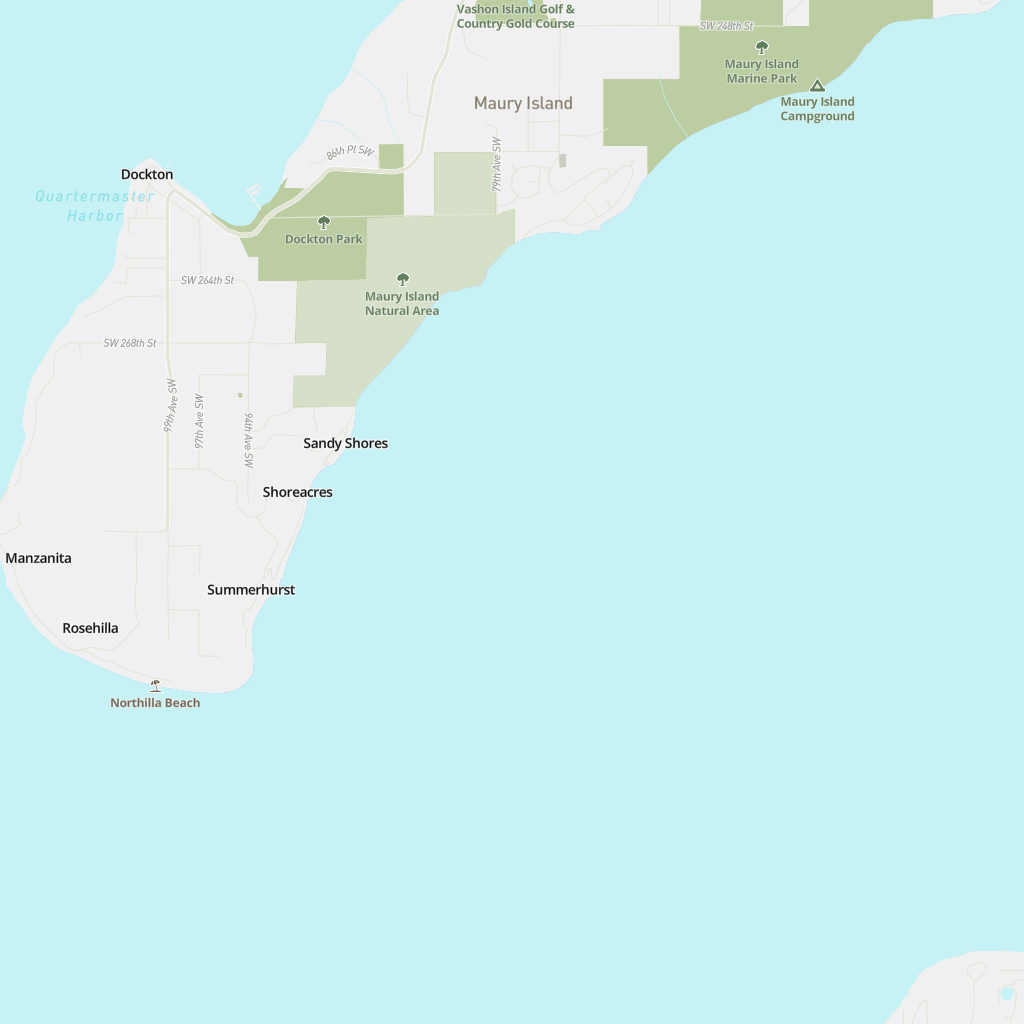 Vashon Island Golf &
Country Gold Course
SW 248th St
Maury Island
Marine Park
Maury Island
Maury Island
Campground
86th Pl SW
79th Ave SW
Dockton
Quartermaster
Harbor
Dockton Park
SW 264th St
Maury Island
Natural Area
SW 268th St
99th Ave SW
97th Ave SW
94th Ave SW
Sandy Shores
Shoreacres
Manzanita
Summerhurst
Rosehilla
Northilla Beach